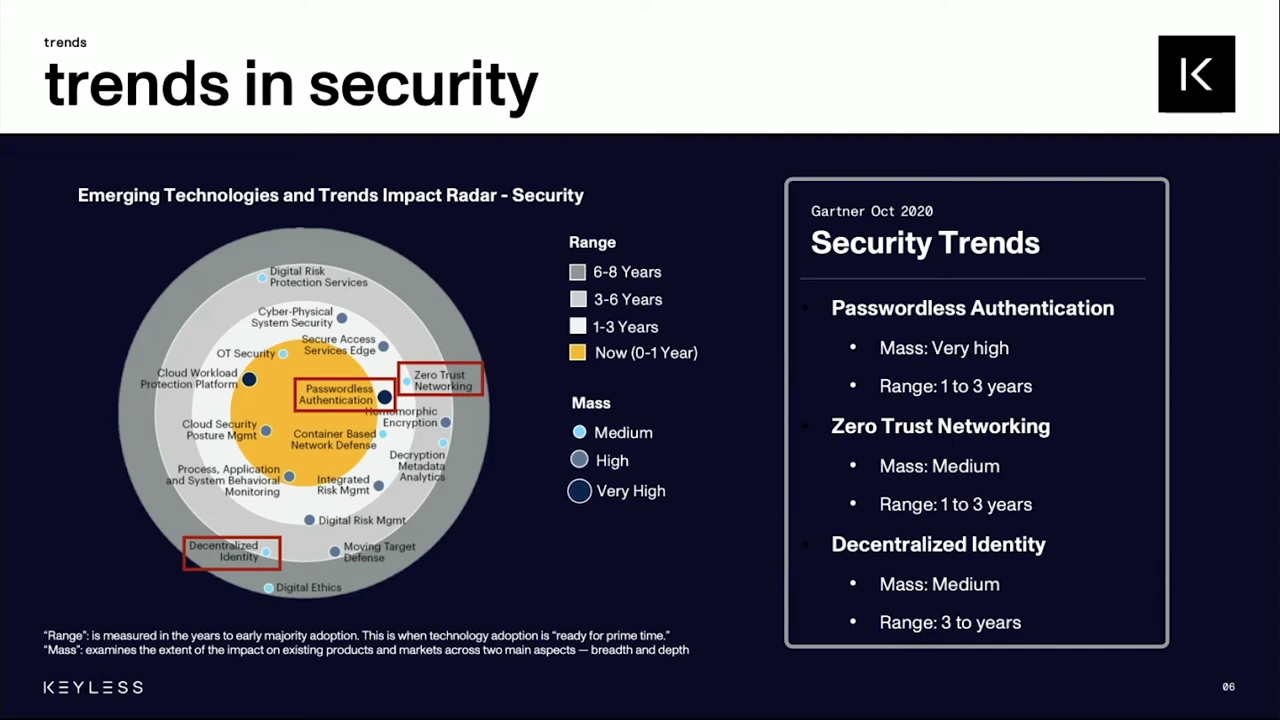 trends
trends in security
K
Emerging Technologies and Trends Impact Radar - Security
Digital Risk
Protection Services
Cyber-Physical
System Security
Secure Access
Services Edge
OT Security
Cloud Workload
Protection Platform
Zero Trust
Networking
Passwordless
Authentication
Homomorphic
Encryption
Cloud Security
Posture Mgmt
Container Based
Network Defense
Decryption
Metadata
Analytics
Process, Application
and System Behavioral
Monitoring
Integrated
Risk Mgmt
Digital Risk Mgmt
Decentralized
Identity
Moving Target
Defense
Digital Ethics
Range
6-8 Years
3-6 Years
1-3 Years
Now (0-1 Year)
Mass
Medium
High
Very High
Gartner Oct 2020
Security Trends
• Passwordless Authentication
• Mass: Very high
• Range: 1 to 3 years
• Zero Trust Networking
• Mass: Medium
• Range: 1 to 3 years
• Decentralized Identity
• Mass: Medium
• Range: 3 to years
“Range”: is measured in the years to early majority adoption. This is when technology adoption is “ready for prime time.”
“Mass”: examines the extent of the impact on existing products and markets across two main aspects — breadth and depth
KEYLESS
06